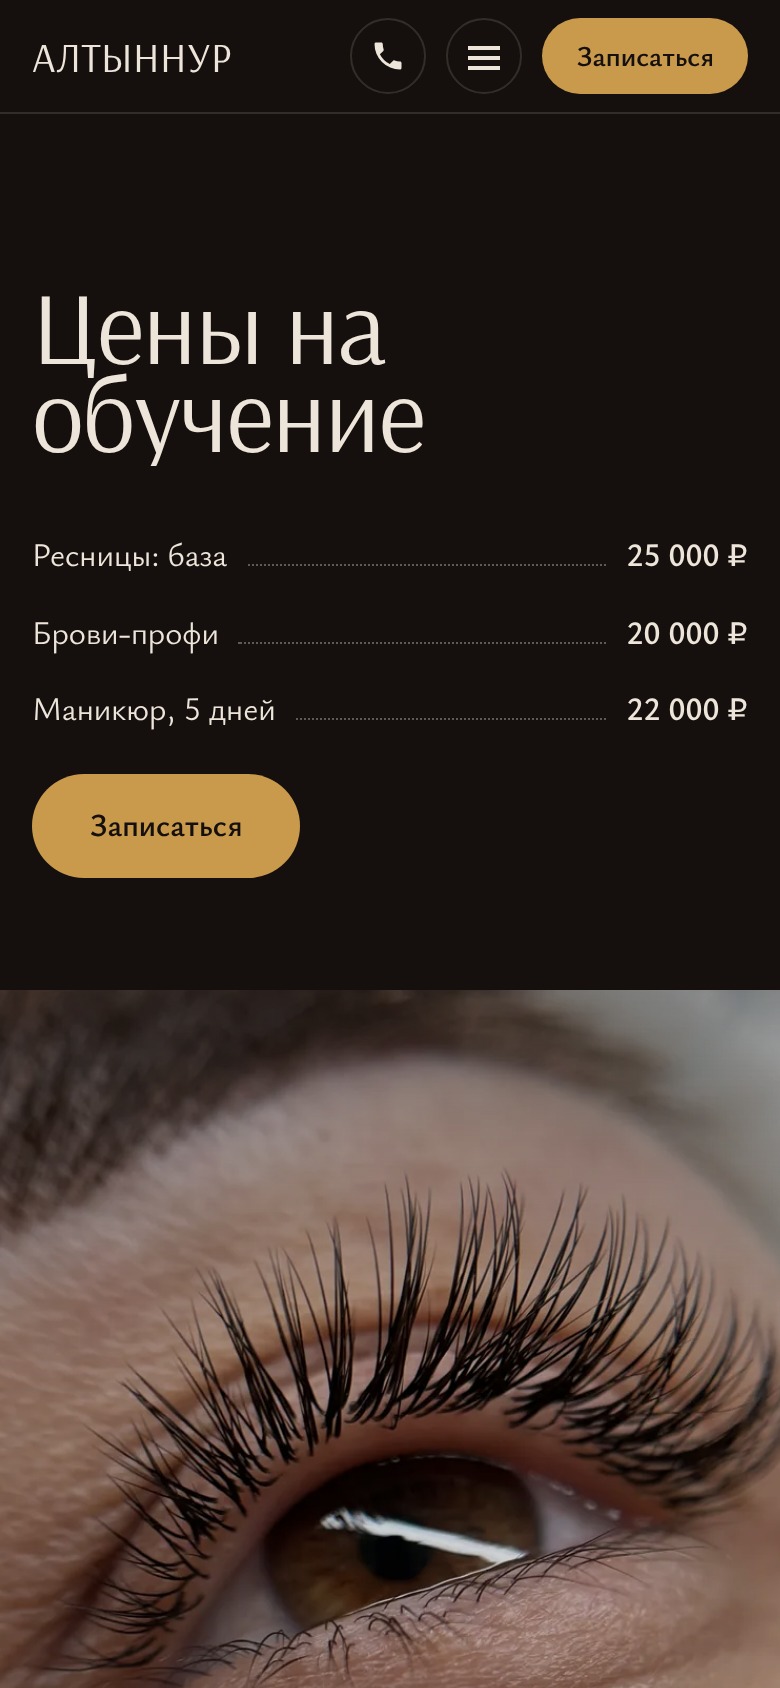 АЛТЫННУР
Записаться
Цены на
обучение
Ресницы: база 25 000 ₽
Брови-профи 20 000 ₽
Маникюр, 5 дней 22 000 ₽
Записаться